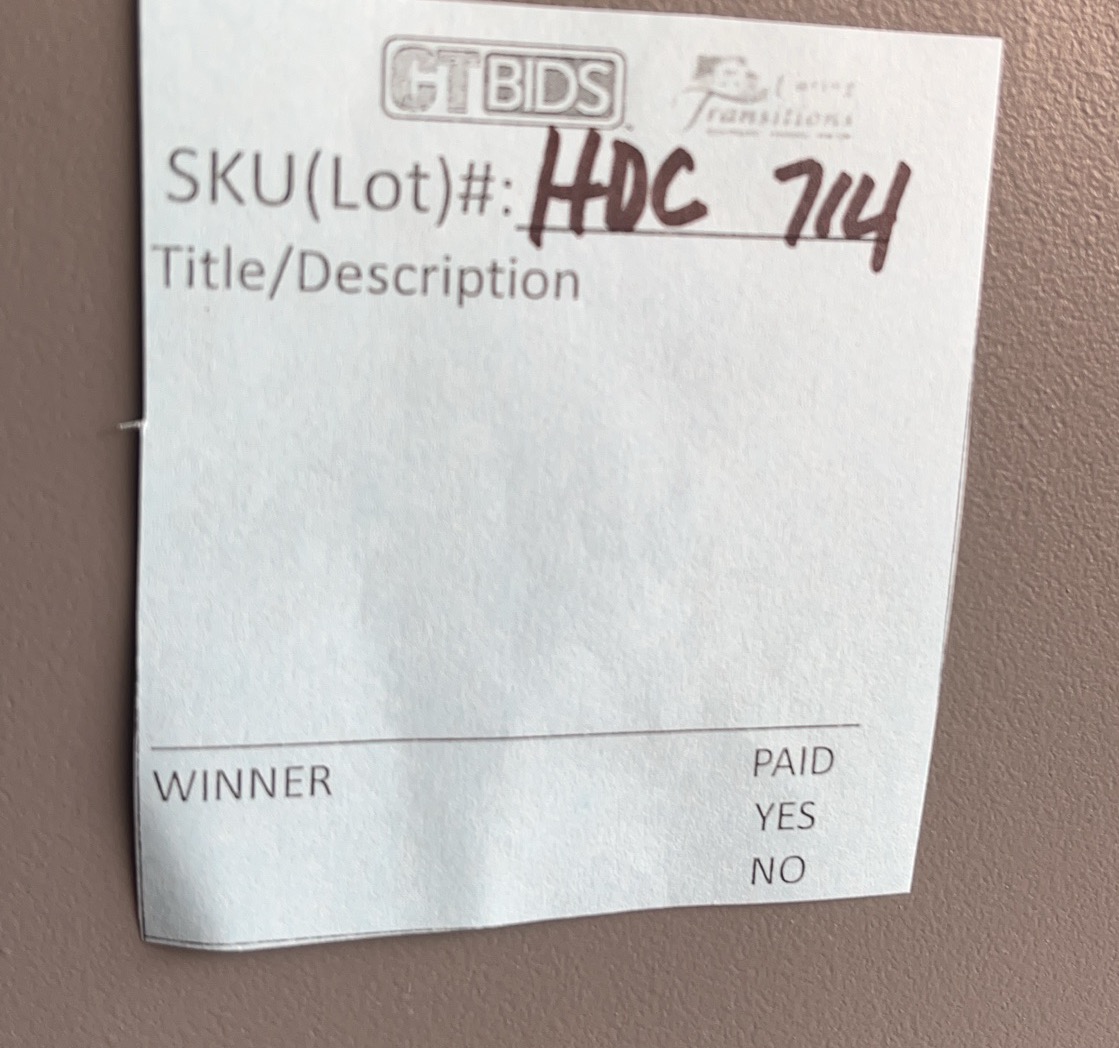 CTBIDS
Caring
Transitions
SKU(Lot)#: HDC 714
Title/Description
WINNER
PAID
YES
NO